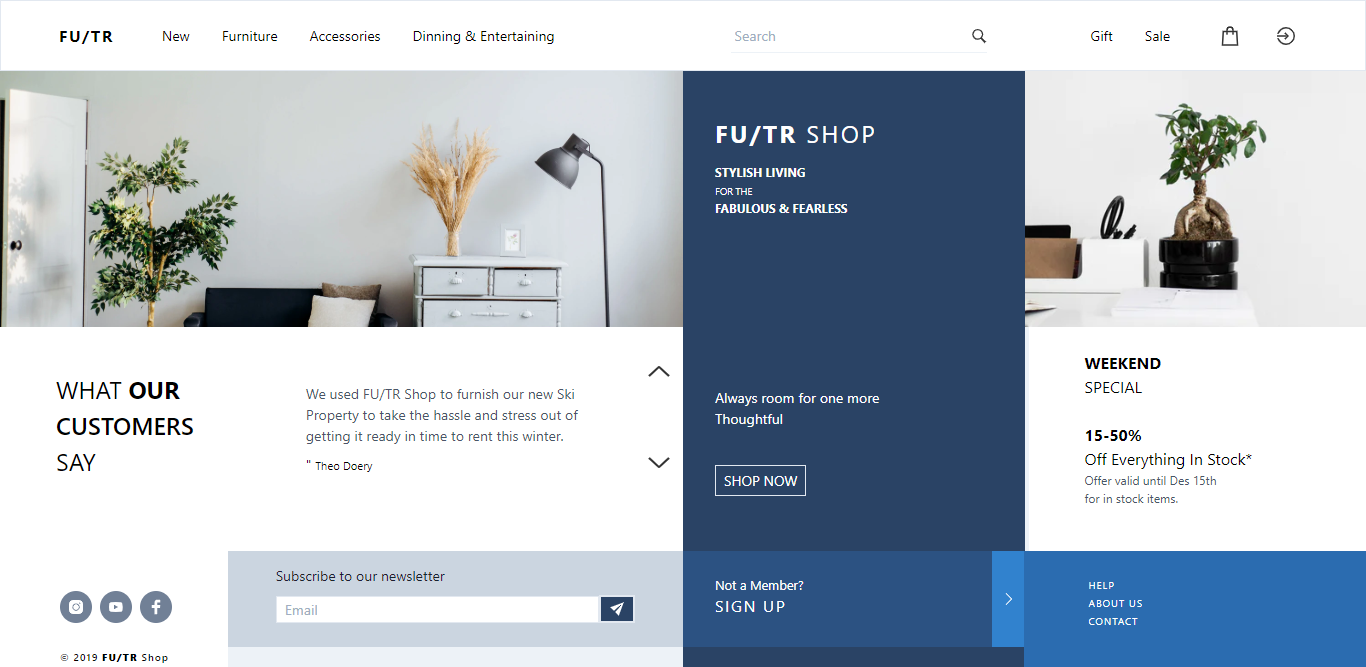 FU/TR
New
Furniture
Accessories
Dinning & Entertaining
Search
Gift
Sale
FU/TR SHOP
STYLISH LIVING
FOR THE
FABULOUS & FEARLESS
WHAT OUR
CUSTOMERS
SAY
We used FU/TR Shop to furnish our new Ski
Property to take the hassle and stress out of
getting it ready in time to rent this winter.
" Theo Doery
Always room for one more
Thoughtful
SHOP NOW
WEEKEND
SPECIAL
15-50%
Off Everything In Stock*
Offer valid until Des 15th
for in stock items.
© 2019 FU/TR Shop
Subscribe to our newsletter
Email
Not a Member?
SIGN UP
HELP
ABOUT US
CONTACT